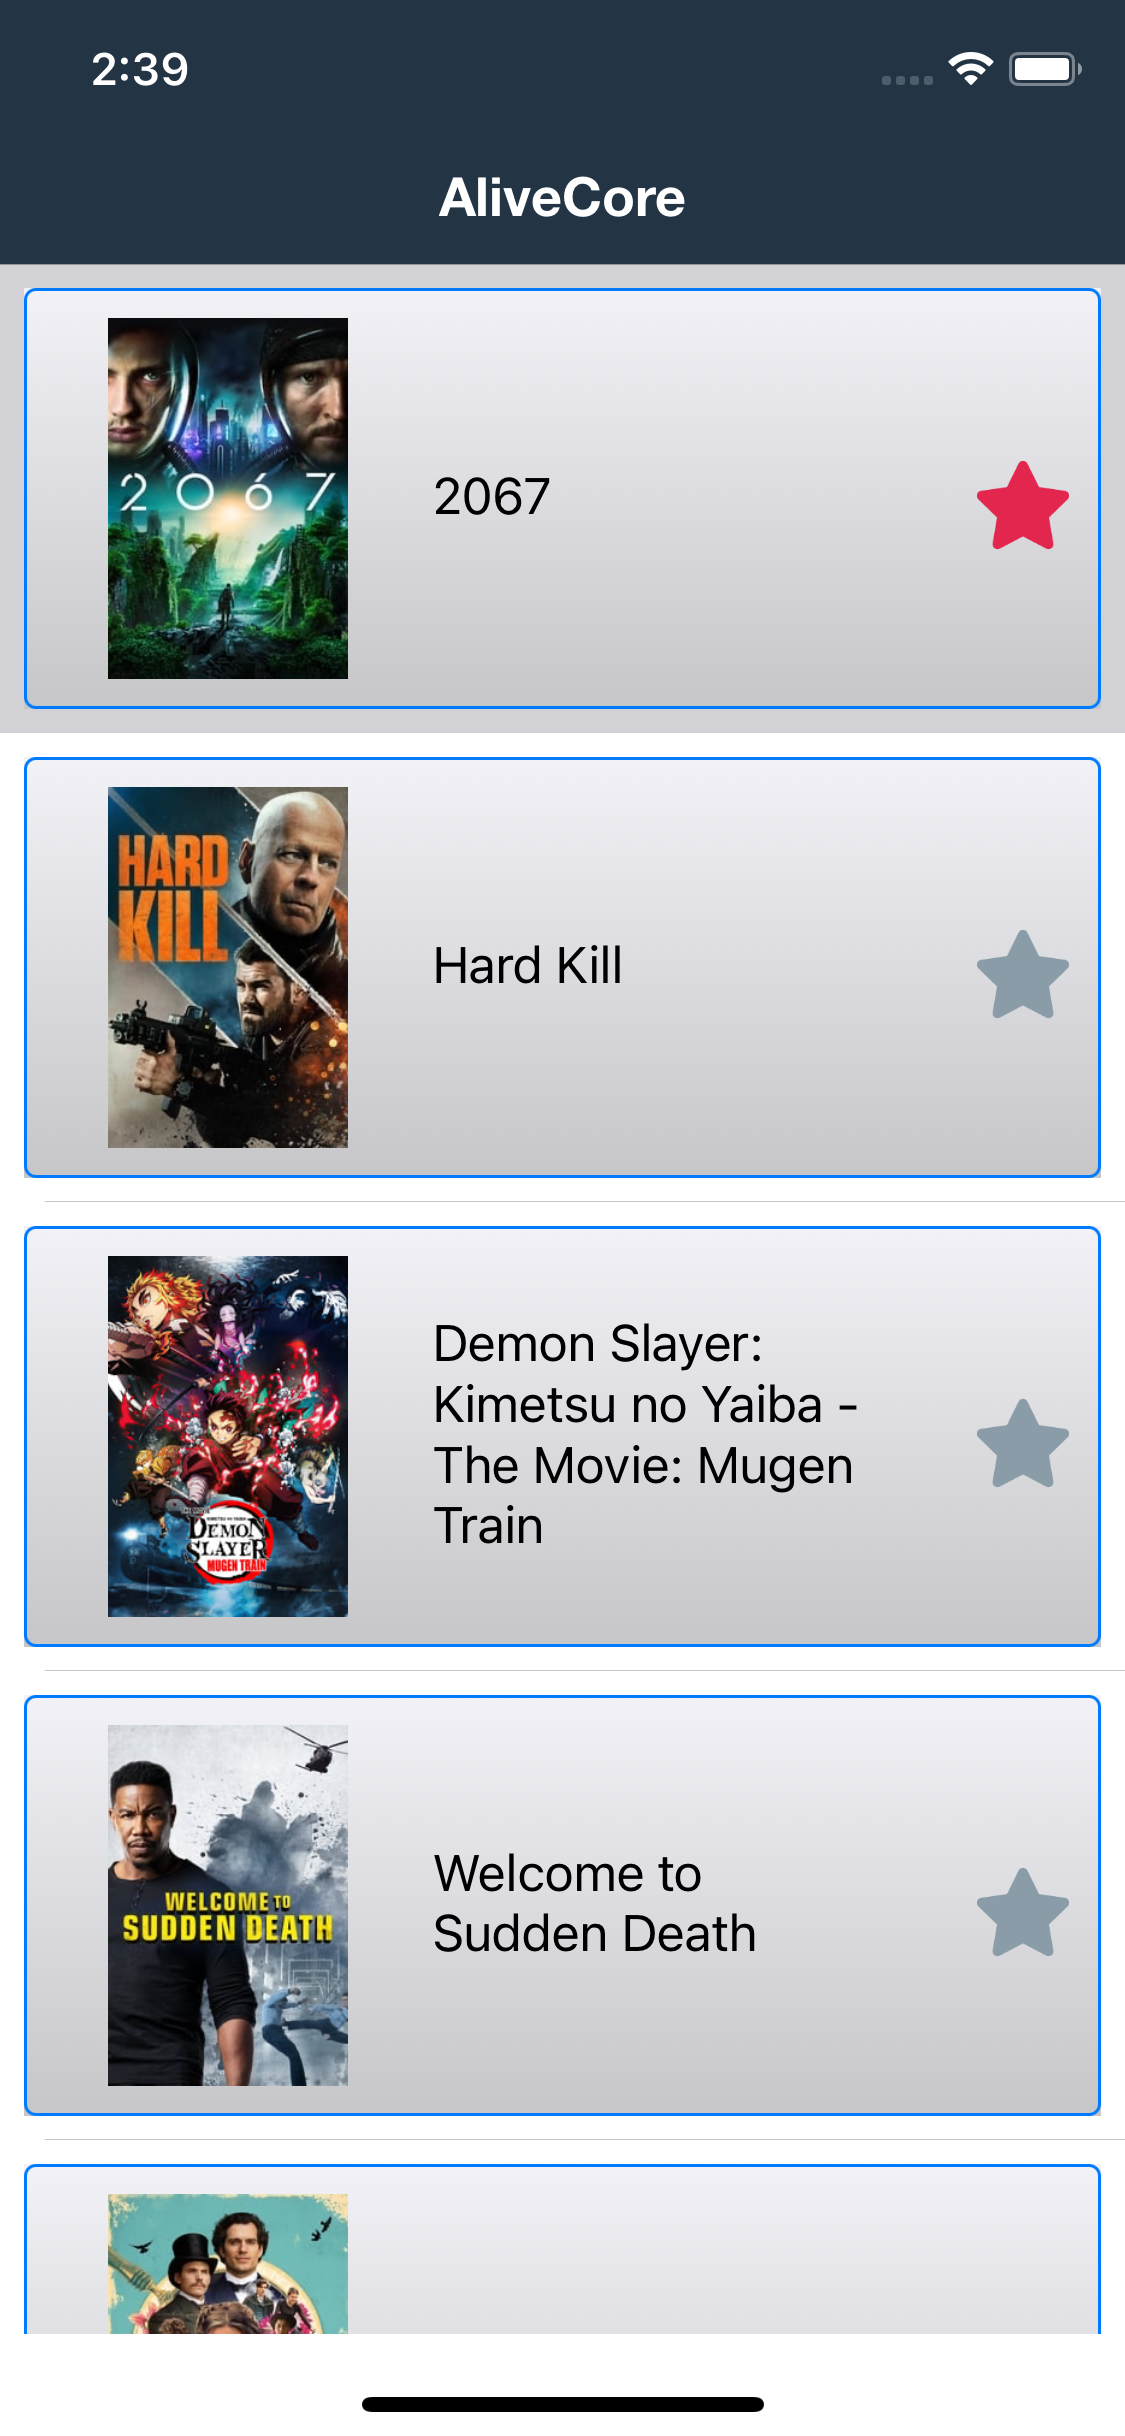 2:39
AliveCore
2067
2067
HARD
KILL
Hard Kill
DEMON
SLAYER
MUGEN TRAIN
Demon Slayer:
Kimetsu no Yaiba -
The Movie: Mugen
Train
WELCOME TO
SUDDEN DEATH
Welcome to
Sudden Death